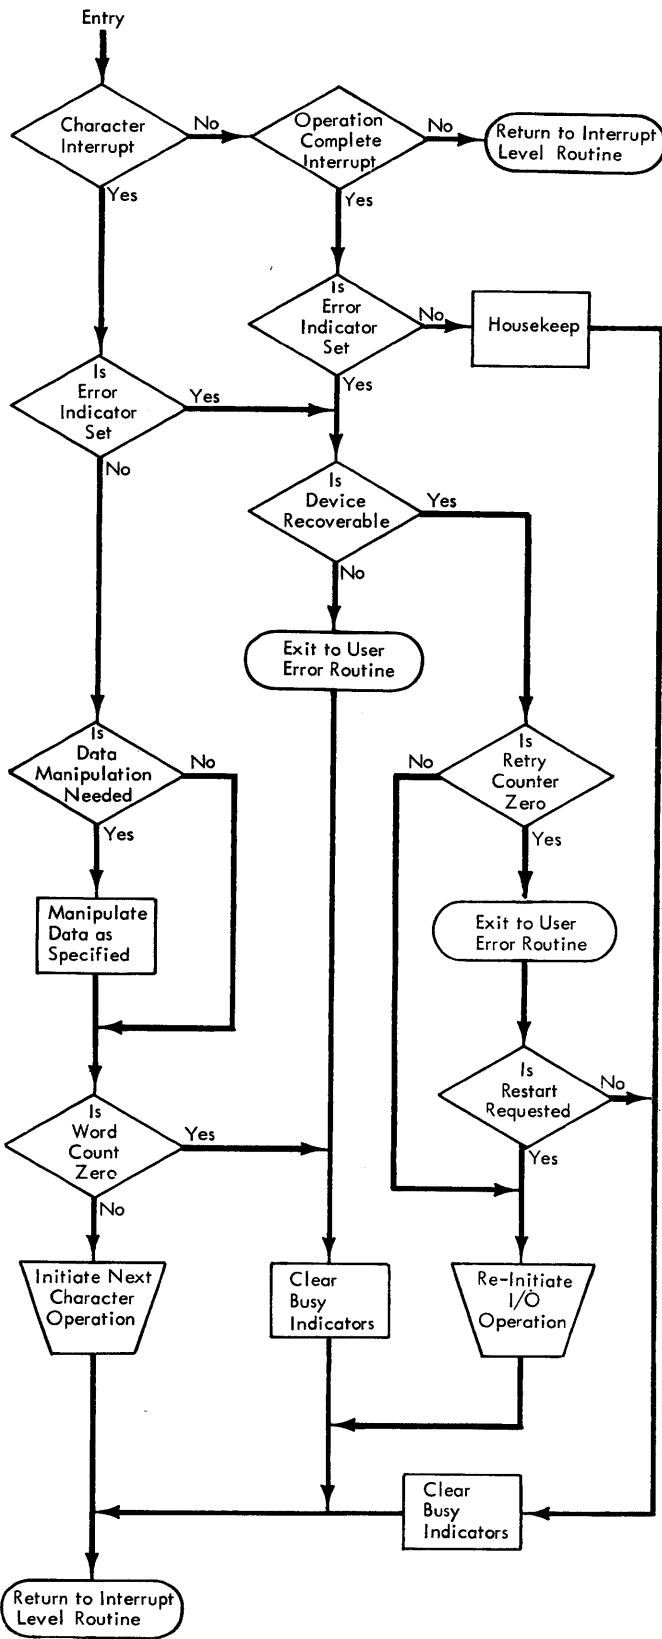 Entry
Character
Interrupt
No
Operation
Complete
Interrupt
No
Return to Interrupt
Level Routine
Yes
Yes
Is
Error
Indicator
Set
No
Housekeep
Yes
Is
Error
Indicator
Set
Yes
No
Is
Device
Recoverable
Yes
No
Exit to User
Error Routine
Is
Data
Manipulation
Needed
No
Yes
No
Is
Retry
Counter
Zero
Yes
Manipulate
Data as
Specified
Exit to User
Error Routine
Is
Restart
Requested
No
Yes
Is
Word
Count
Zero
Yes
No
Initiate Next
Character
Operation
Clear
Busy
Indicators
Re-Initiate
I/O
Operation
Clear
Busy
Indicators
Return to Interrupt
Level Routine